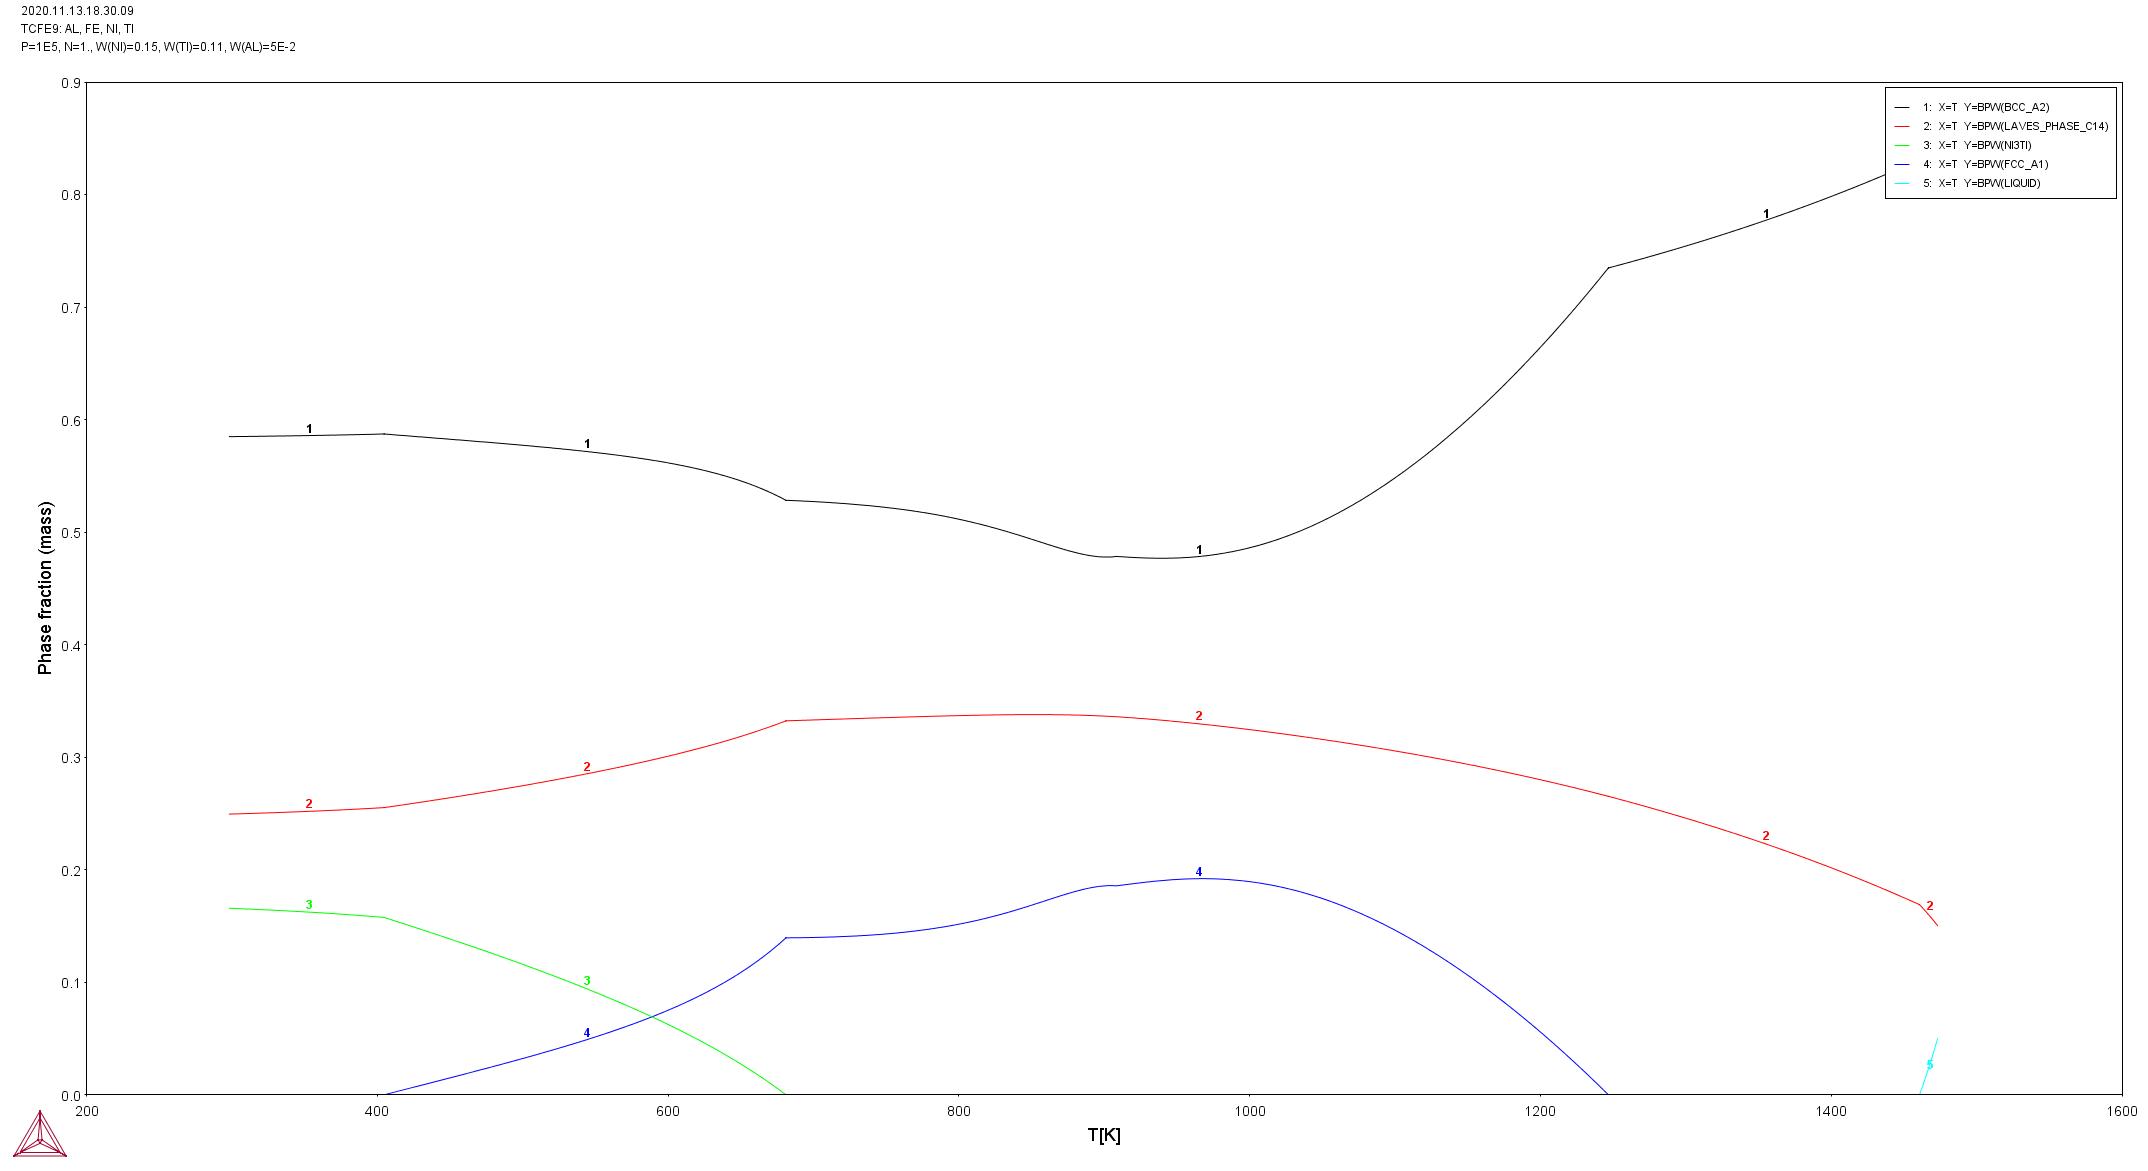 2020.11.13.18.30.09
TCFE9: AL, FE, NI, TI
P=1E5, N=1., W(NI)=0.15, W(TI)=0.11, W(AL)=5E-2
0.9
0.8
0.7
0.6
0.5
0.4
0.3
0.2
0.1
0.0
Phase fraction (mass)
1: X=T Y=BPW(BCC_A2)
2: X=T Y=BPW(LAVES_PHASE_C14)
3: X=T Y=BPW(NI3TI)
4: X=T Y=BPW(FCC_A1)
5: X=T Y=BPW(LIQUID)
1
1
1
1
2
2
2
2
2
3
3
4
4
5
200 400 600 800 1000 1200 1400 1600
T[K]